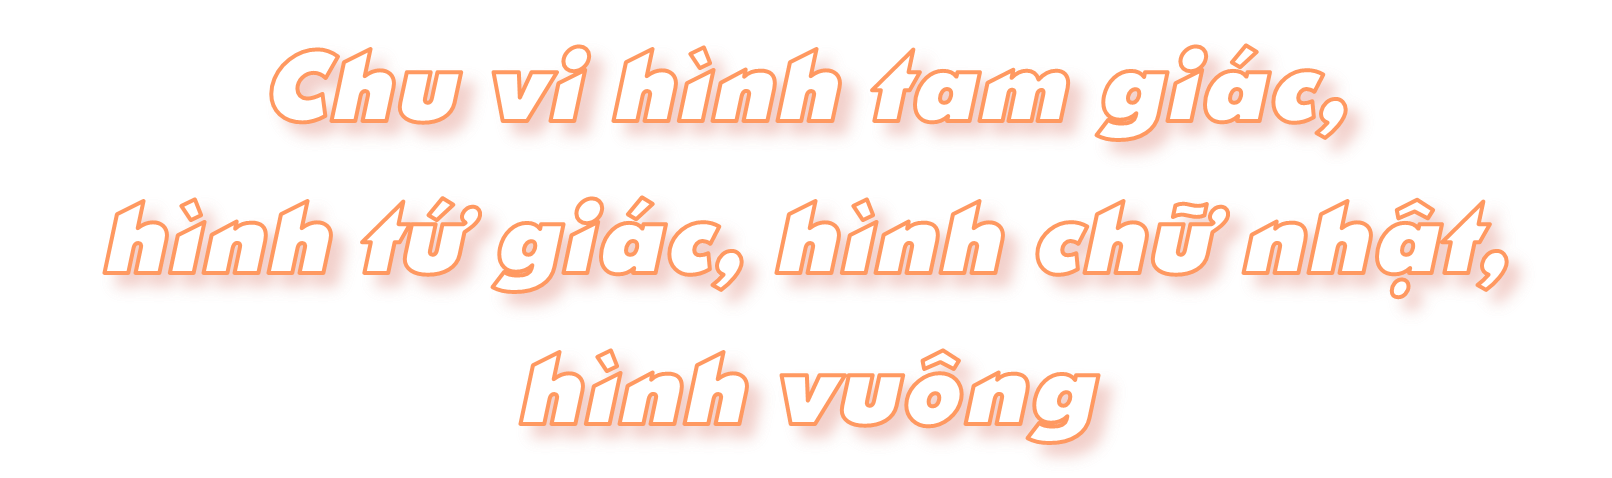 Chu vi hình tam giác,
hình tứ giác, hình chữ nhật,
hình vuông